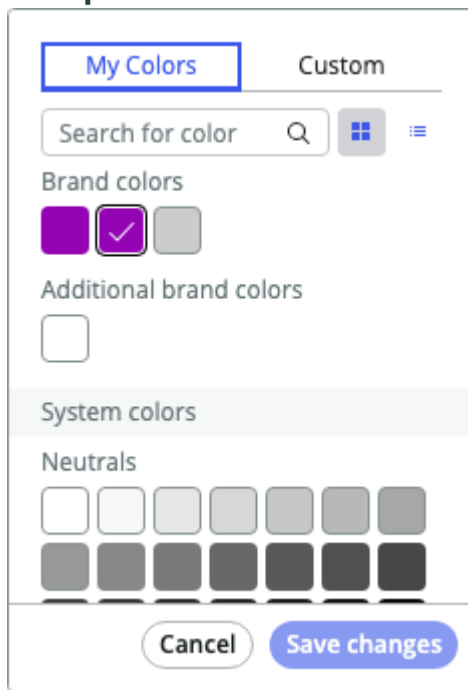 My Colors
Custom
Search for color
Brand colors
Additional brand colors
System colors
Neutrals
Cancel
Save changes